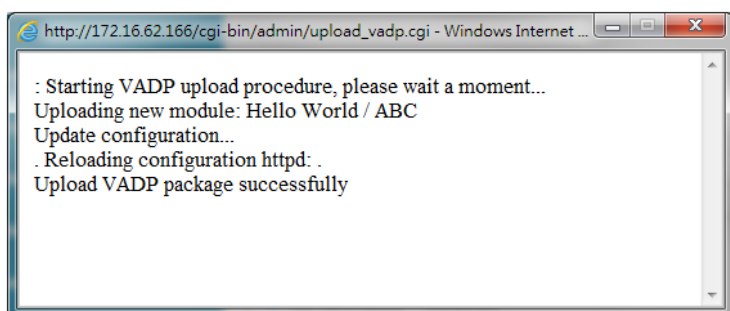 http://172.16.62.166/cgi-bin/admin/upload_vadp.cgi - Windows Internet ...
: Starting VADP upload procedure, please wait a moment...
Uploading new module: Hello World / ABC
Update configuration...
. Reloading configuration httpd: .
Upload VADP package successfully